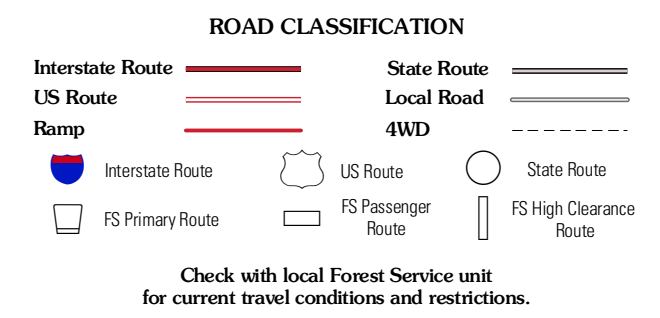 ROAD CLASSIFICATION
Interstate Route
State Route
US Route
Local Road
Ramp
4WD
Interstate Route
US Route
State Route
FS Primary Route
FS Passenger
Route
FS High Clearance
Route
Check with local Forest Service unit
for current travel conditions and restrictions.